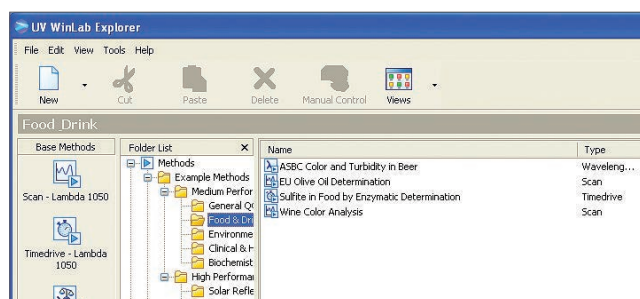 UV WinLab Explorer
File Edit View Tools Help
New Cut Paste Delete Manual Control Views
Food_Drink
Base Methods
Scan - Lambda 1050
Timedrive - Lambda
1050
Folder List X
Methods
Example Methods
Medium Perfor
General Qu
Food & Dri
Environme
Clinical & H
Biochemist
High Performa
Solar Refle
Name Type
ASBC Color and Turbidity in Beer Waveleng...
EU Olive Oil Determination Scan
Sulfite in Food by Enzymatic Determination Timedrive
Wine Color Analysis Scan